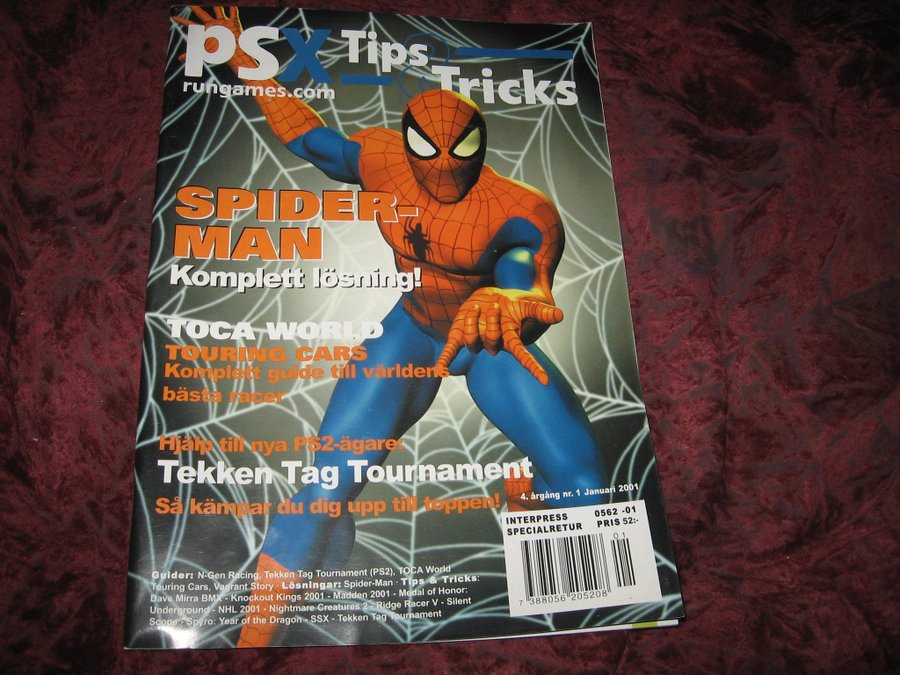 psx Tips & Tricks
rungames.com
SPIDER-
MAN
Komplett lösning!
TOCA WORLD
TOURING CARS
Komplett guide till världens
bästa racer
Hjälp till nya PS2-ägare:
Tekken Tag Tournament
Så kämpar du dig upp till toppen!
4. årgång nr. 1 Januari 2001
INTERPRESS 0562 -01
SPECIALRETUR PRIS 52:-
01
7 388056 205208
Guider: N-Gen Racing, Tekken Tag Tournament (PS2), TOCA World
Touring Cars, Vagrant Story · Lösningar: Spider-Man · Tips & Tricks:
Dave Mirra BMX - Knockout Kings 2001 - Madden 2001 - Medal of Honor:
Underground - NHL 2001 - Nightmare Creatures 2 - Ridge Racer V - Silent
Scope - Spyro: Year of the Dragon - SSX - Tekken Tag Tournament